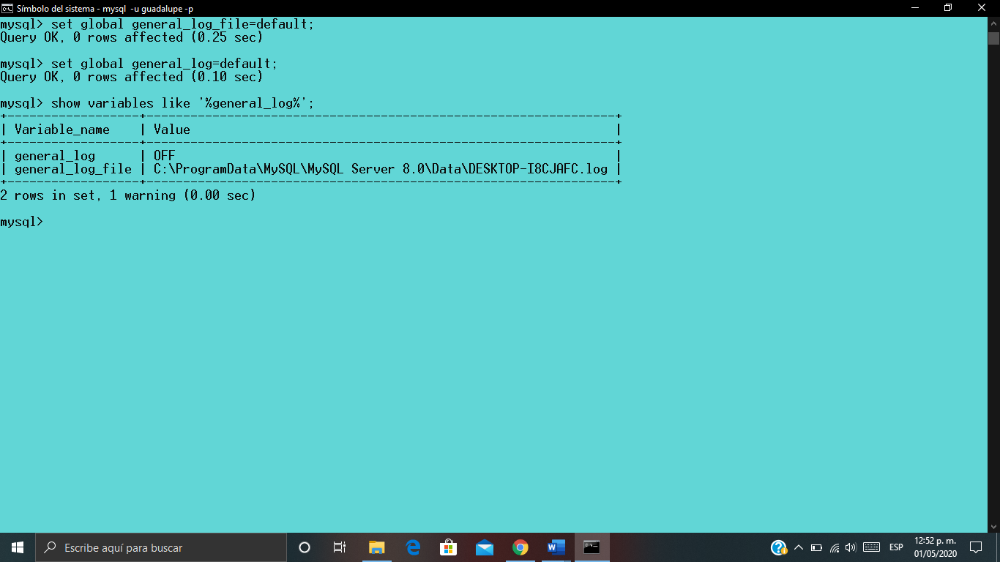 Símbolo del sistema - mysql -u guadalupe -p
mysql> set global general_log_file=default;
Query OK, 0 rows affected (0.25 sec)
mysql> set global general_log=default;
Query OK, 0 rows affected (0.10 sec)
mysql> show variables like '%general_log%';
+------------------+----------------------------------------------------------------+
| Variable_name    | Value                                                          |
+------------------+----------------------------------------------------------------+
| general_log      | OFF                                                            |
| general_log_file | C:\ProgramData\MySQL\MySQL Server 8.0\Data\DESKTOP-I8CJAFC.log |
+------------------+----------------------------------------------------------------+
2 rows in set, 1 warning (0.00 sec)
mysql>
Escribe aquí para buscar
ESP
12:52 p. m.
01/05/2020